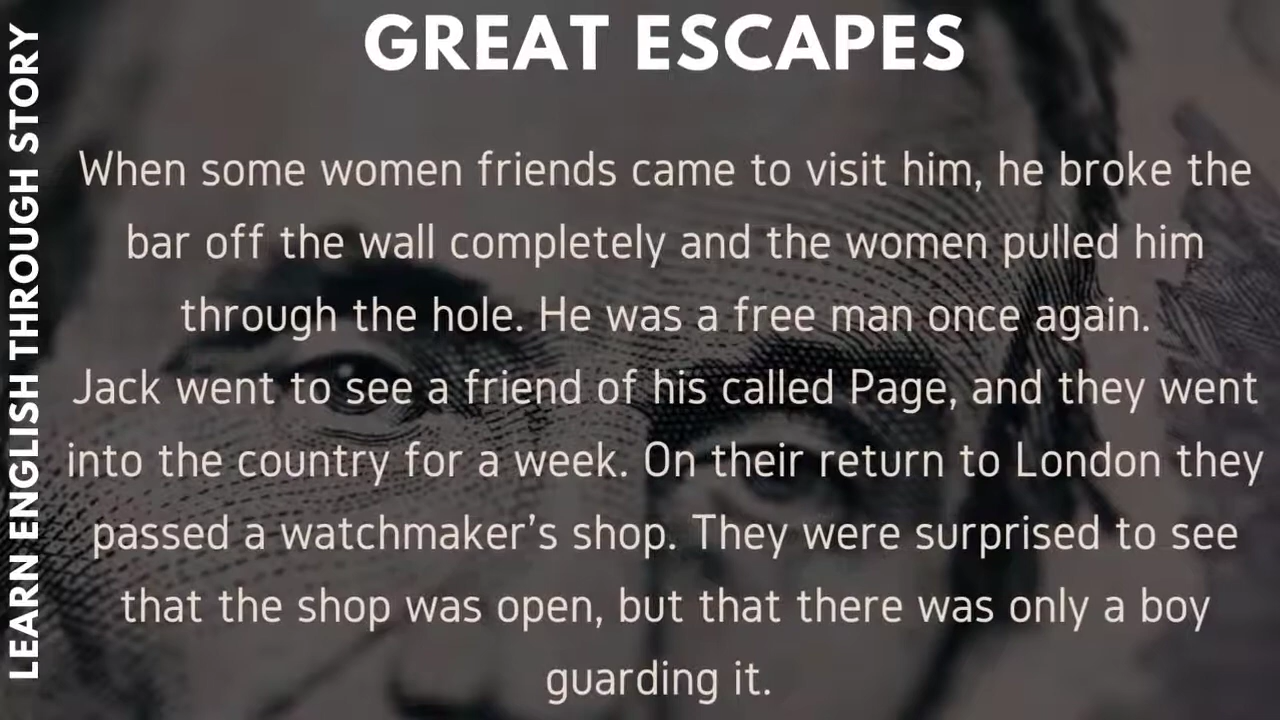 GREAT ESCAPES
LEARN ENGLISH THROUGH STORY
When some women friends came to visit him, he broke the
bar off the wall completely and the women pulled him
through the hole. He was a free man once again.
Jack went to see a friend of his called Page, and they went
into the country for a week. On their return to London they
passed a watchmaker’s shop. They were surprised to see
that the shop was open, but that there was only a boy
guarding it.